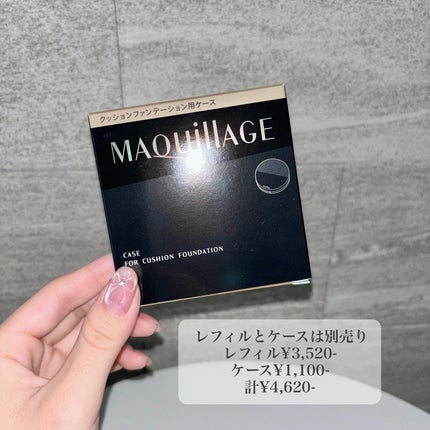 クッションファンデーション用ケース
MAQuillAGE
CASE
FOR CUSHION FOUNDATION
レフィルとケースは別売り
レフィル¥3,520-
ケース¥1,100-
計¥4,620-